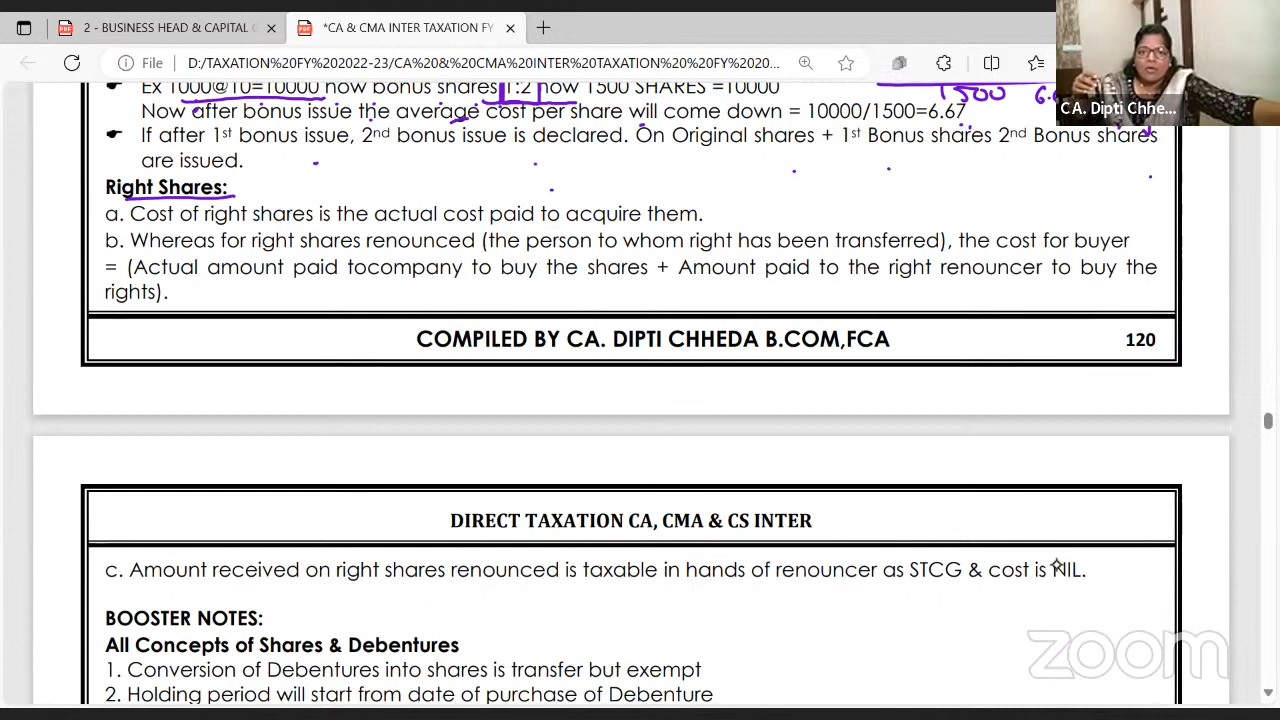 2 - BUSINESS HEAD & CAPITAL
*CA & CMA INTER TAXATION FY
File
D:/TAXATION%20FY%202022-23/CA%20&%20CMA%20INTER%20TAXATION%20%20FY%20...
Ex 1000@10=10000 now bonus shares 1:2 now 1500 SHARES =10000
1500
Now after bonus issue the average cost per share will come down = 10000/1500=6.67
CA. Dipti Chhe...
If after 1st bonus issue, 2nd bonus issue is declared. On Original shares + 1st Bonus shares 2nd Bonus shares
are issued.
Right Shares:
a. Cost of right shares is the actual cost paid to acquire them.
b. Whereas for right shares renounced (the person to whom right has been transferred), the cost for buyer
= (Actual amount paid tocompany to buy the shares + Amount paid to the right renouncer to buy the
rights).
COMPILED BY CA. DIPTI CHHEDA B.COM,FCA 120
DIRECT TAXATION CA, CMA & CS INTER
c. Amount received on right shares renounced is taxable in hands of renouncer as STCG & cost is NIL.
BOOSTER NOTES:
All Concepts of Shares & Debentures
1. Conversion of Debentures into shares is transfer but exempt
2. Holding period will start from date of purchase of Debenture
zoom